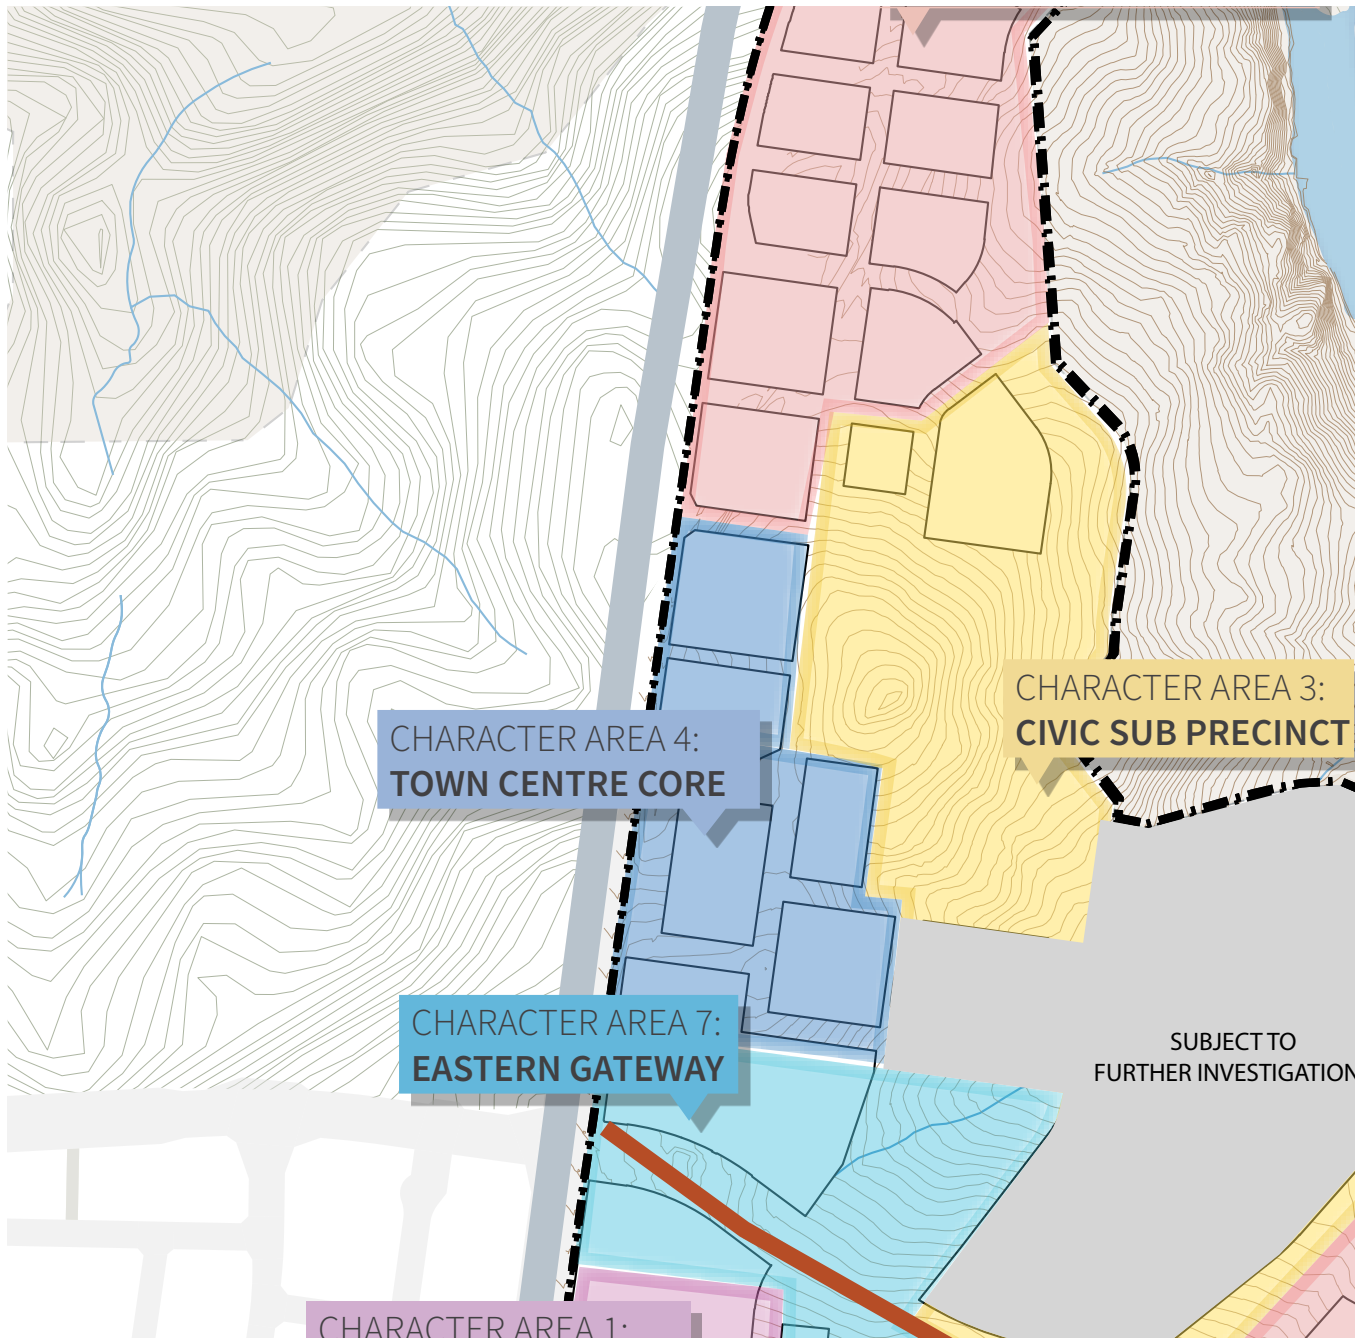 CHARACTER AREA 3:
CIVIC SUB PRECINCT
CHARACTER AREA 4:
TOWN CENTRE CORE
CHARACTER AREA 7:
EASTERN GATEWAY
SUBJECT TO
FURTHER INVESTIGATION
CHARACTER AREA 1: